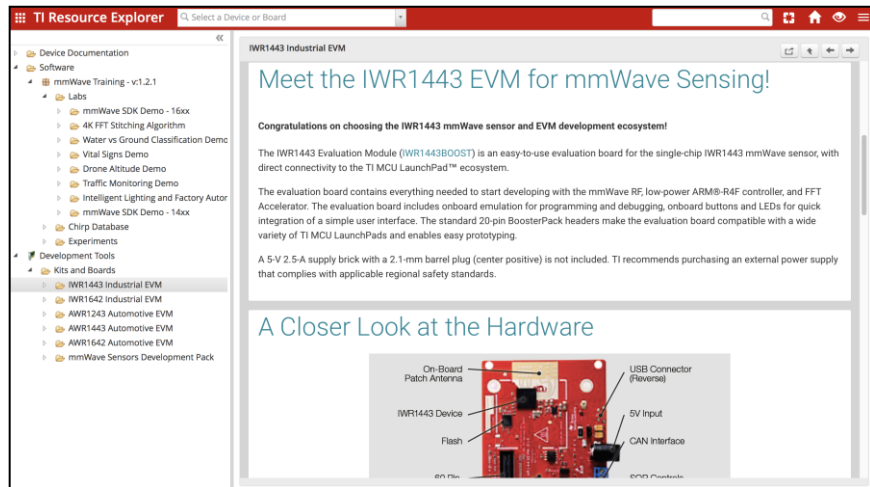 TI Resource Explorer
Select a Device or Board
Device Documentation
Software
mmWave Training - v:1.2.1
Labs
mmWave SDK Demo - 16xx
4K FFT Stitching Algorithm
Water vs Ground Classification Demo
Vital Signs Demo
Drone Altitude Demo
Traffic Monitoring Demo
Intelligent Lighting and Factory Autor
mmWave SDK Demo - 14xx
Chirp Database
Experiments
Development Tools
Kits and Boards
IWR1443 Industrial EVM
IWR1642 Industrial EVM
AWR1243 Automotive EVM
AWR1443 Automotive EVM
AWR1642 Automotive EVM
mmWave Sensors Development Pack
IWR1443 Industrial EVM
Meet the IWR1443 EVM for mmWave Sensing!
Congratulations on choosing the IWR1443 mmWave sensor and EVM development ecosystem!
The IWR1443 Evaluation Module (IWR1443BOOST) is an easy-to-use evaluation board for the single-chip IWR1443 mmWave sensor, with
direct connectivity to the TI MCU LaunchPad™ ecosystem.
The evaluation board contains everything needed to start developing with the mmWave RF, low-power ARM®-R4F controller, and FFT
Accelerator. The evaluation board includes onboard emulation for programming and debugging, onboard buttons and LEDs for quick
integration of a simple user interface. The standard 20-pin BoosterPack headers make the evaluation board compatible with a wide
variety of TI MCU LaunchPads and enables easy prototyping.
A 5-V 2.5-A supply brick with a 2.1-mm barrel plug (center positive) is not included. TI recommends purchasing an external power supply
that complies with applicable regional safety standards.
A Closer Look at the Hardware
On-Board
Patch Antenna
IWR1443 Device
Flash
60 Pin
USB Connector
(Reverse)
5V Input
CAN Interface
SOP Controls